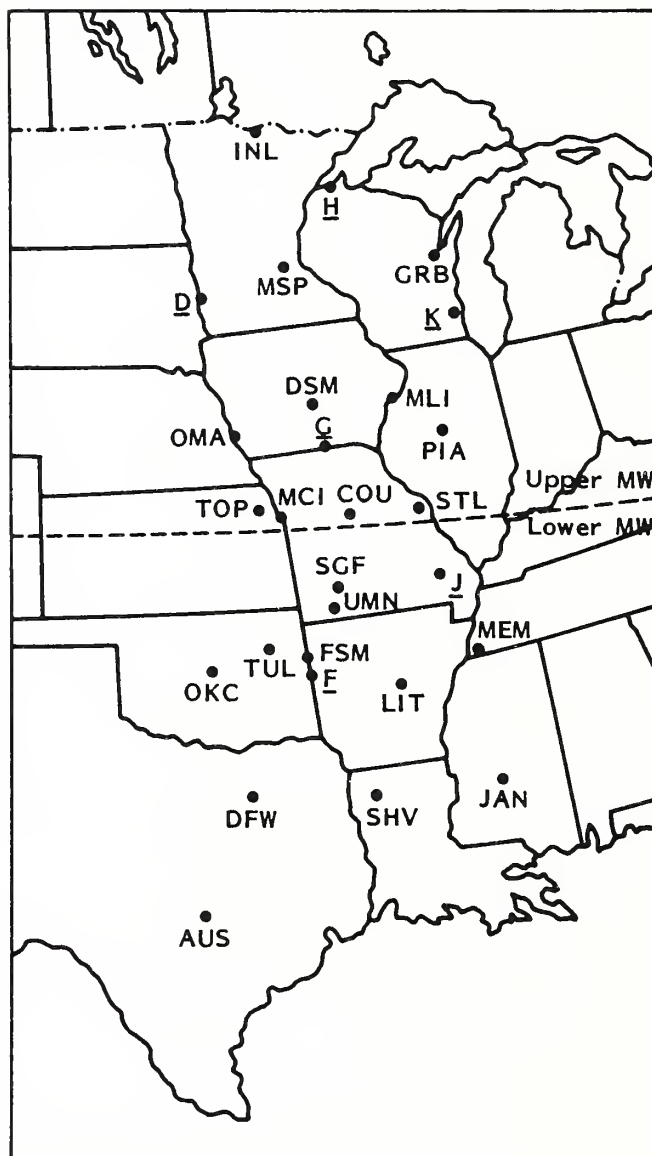 INL
H
MSP
GRB
D
K
DSM
MLI
G
OMA
PIA
Upper MW
TOP
MCI
COU
STL
Lower MW
SGF
J
UMN
MEM
TUL
FSM
OKC
F
LIT
DFW
SHV
JAN
AUS